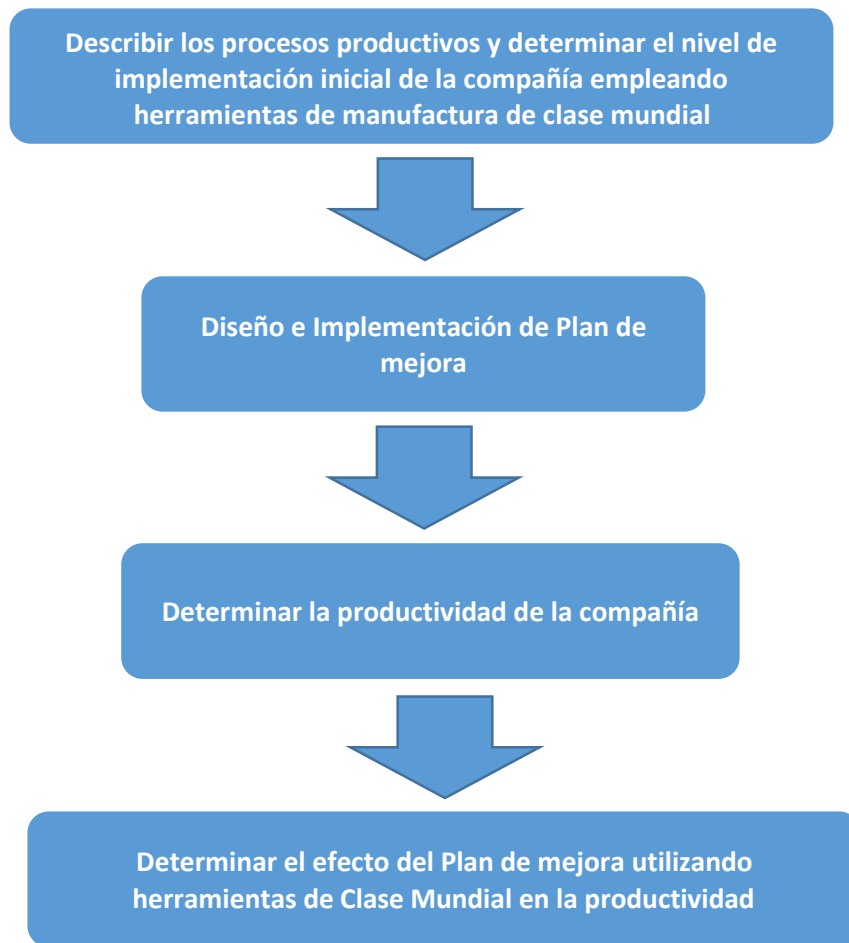 Describir los procesos productivos y determinar el nivel de
implementación inicial de la compañía empleando
herramientas de manufactura de clase mundial
Diseño e Implementación de Plan de
mejora
Determinar la productividad de la compañía
Determinar el efecto del Plan de mejora utilizando
herramientas de Clase Mundial en la productividad